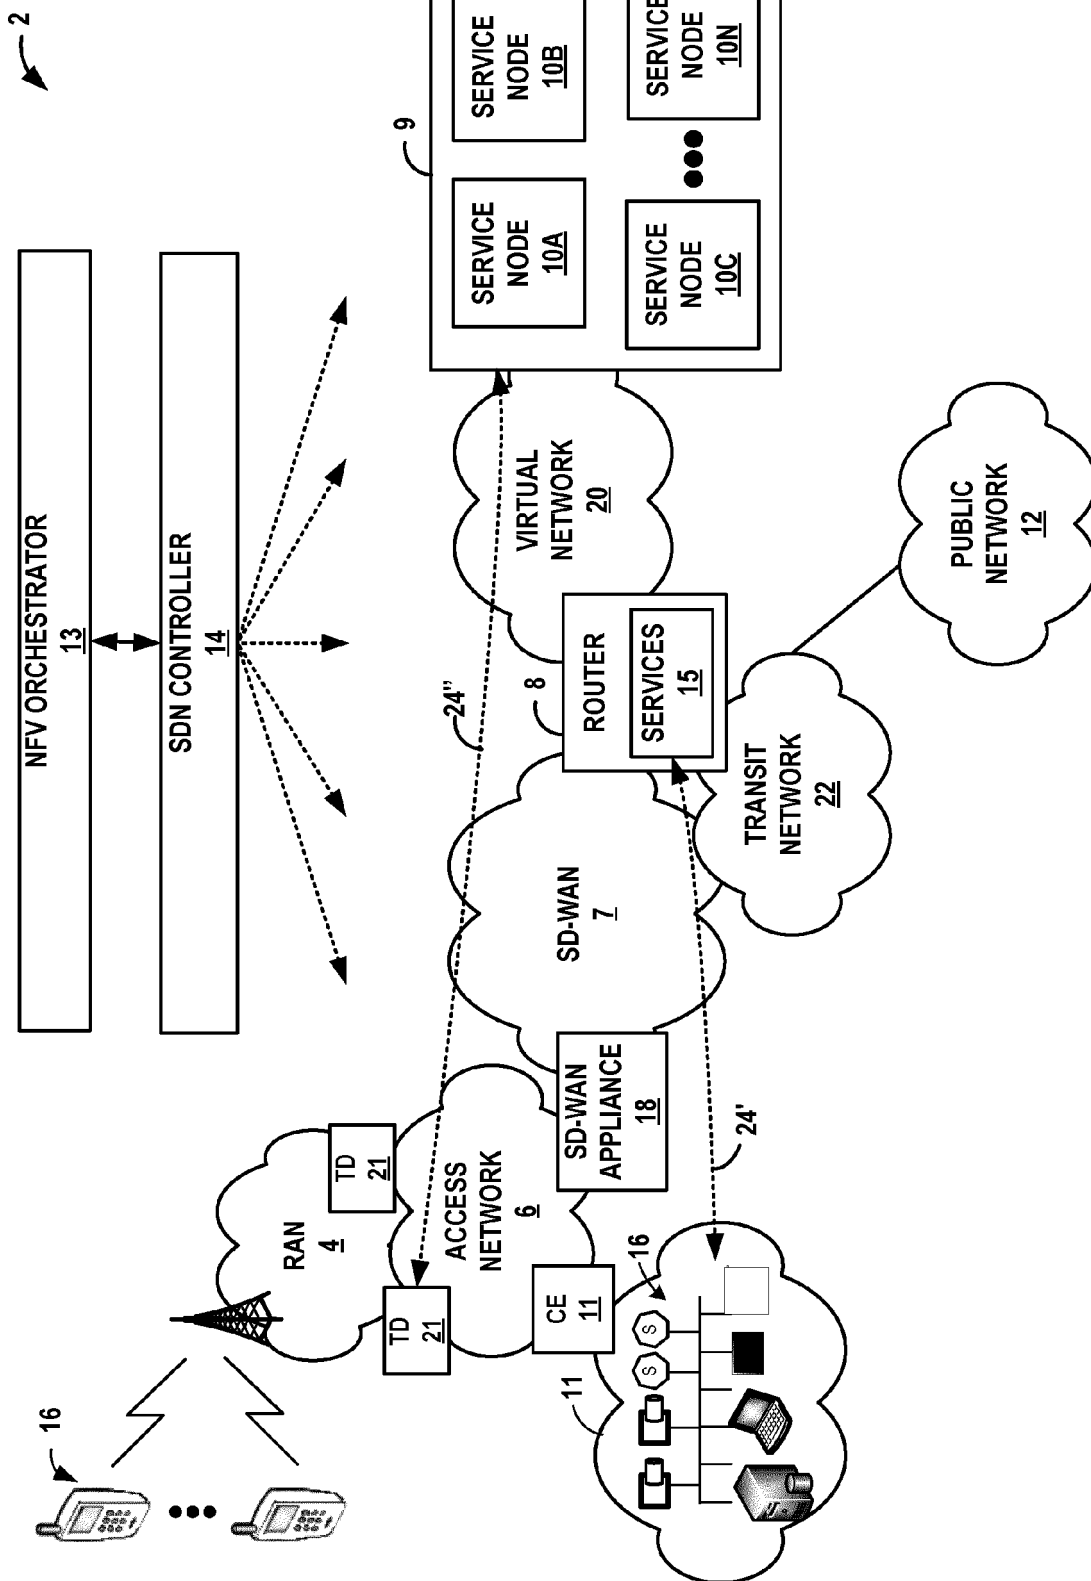 2
NFV ORCHESTRATOR
13
SDN CONTROLLER
14
16
RAN
4
TD
21
TD
21
ACCESS
NETWORK
6
CE
11
11
16
S
S
SD-WAN
APPLIANCE
18
SD-WAN
7
24"
24'
8
ROUTER
SERVICES
15
VIRTUAL
NETWORK
20
TRANSIT
NETWORK
22
PUBLIC
NETWORK
12
9
SERVICE
NODE
10A
SERVICE
NODE
10B
SERVICE
NODE
10C
SERVICE
NODE
10N